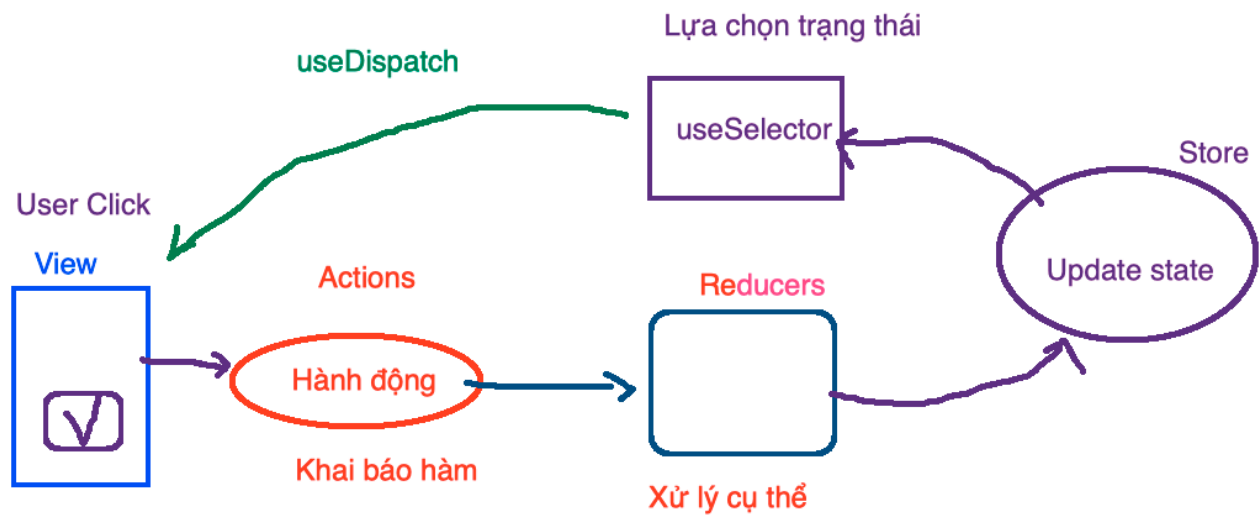 Lựa chọn trạng thái
useDispatch
useSelector
Store
User Click
View
Actions
Reducers
Update state
Hành động
Khai báo hàm
Xử lý cụ thể